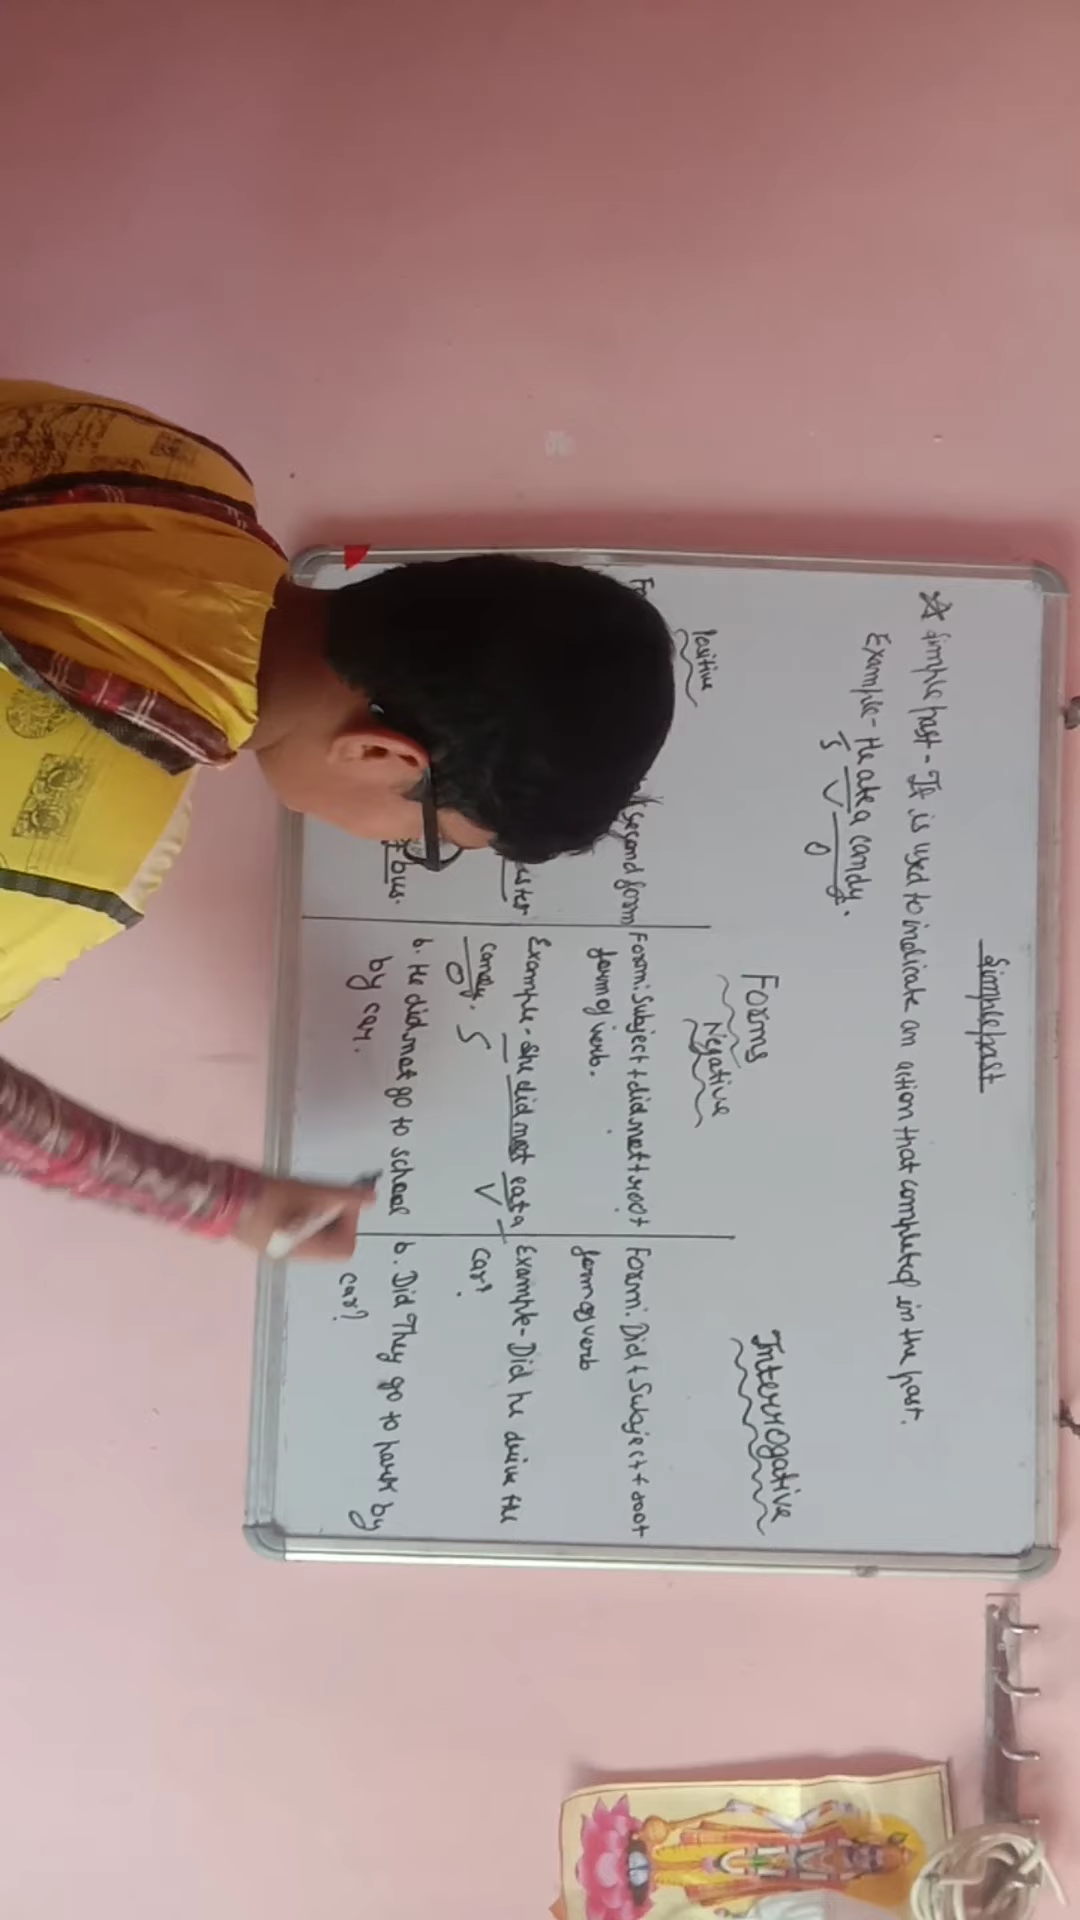 Simple past
☆ Simple past - It is used to indicate an action that completed in the past.
Example - He ate a candy.
S V O
Forms
Positive
Negative
Interrogative
second form
Form: Subject + did not + root
form of verb.
Form: Did + Subject + root
form of verb
Example - She did not eat a
candy. S V
O
Example - Did he drive the
car?
bus.
b. He did not go to school
by car.
b. Did They go to park by
car?